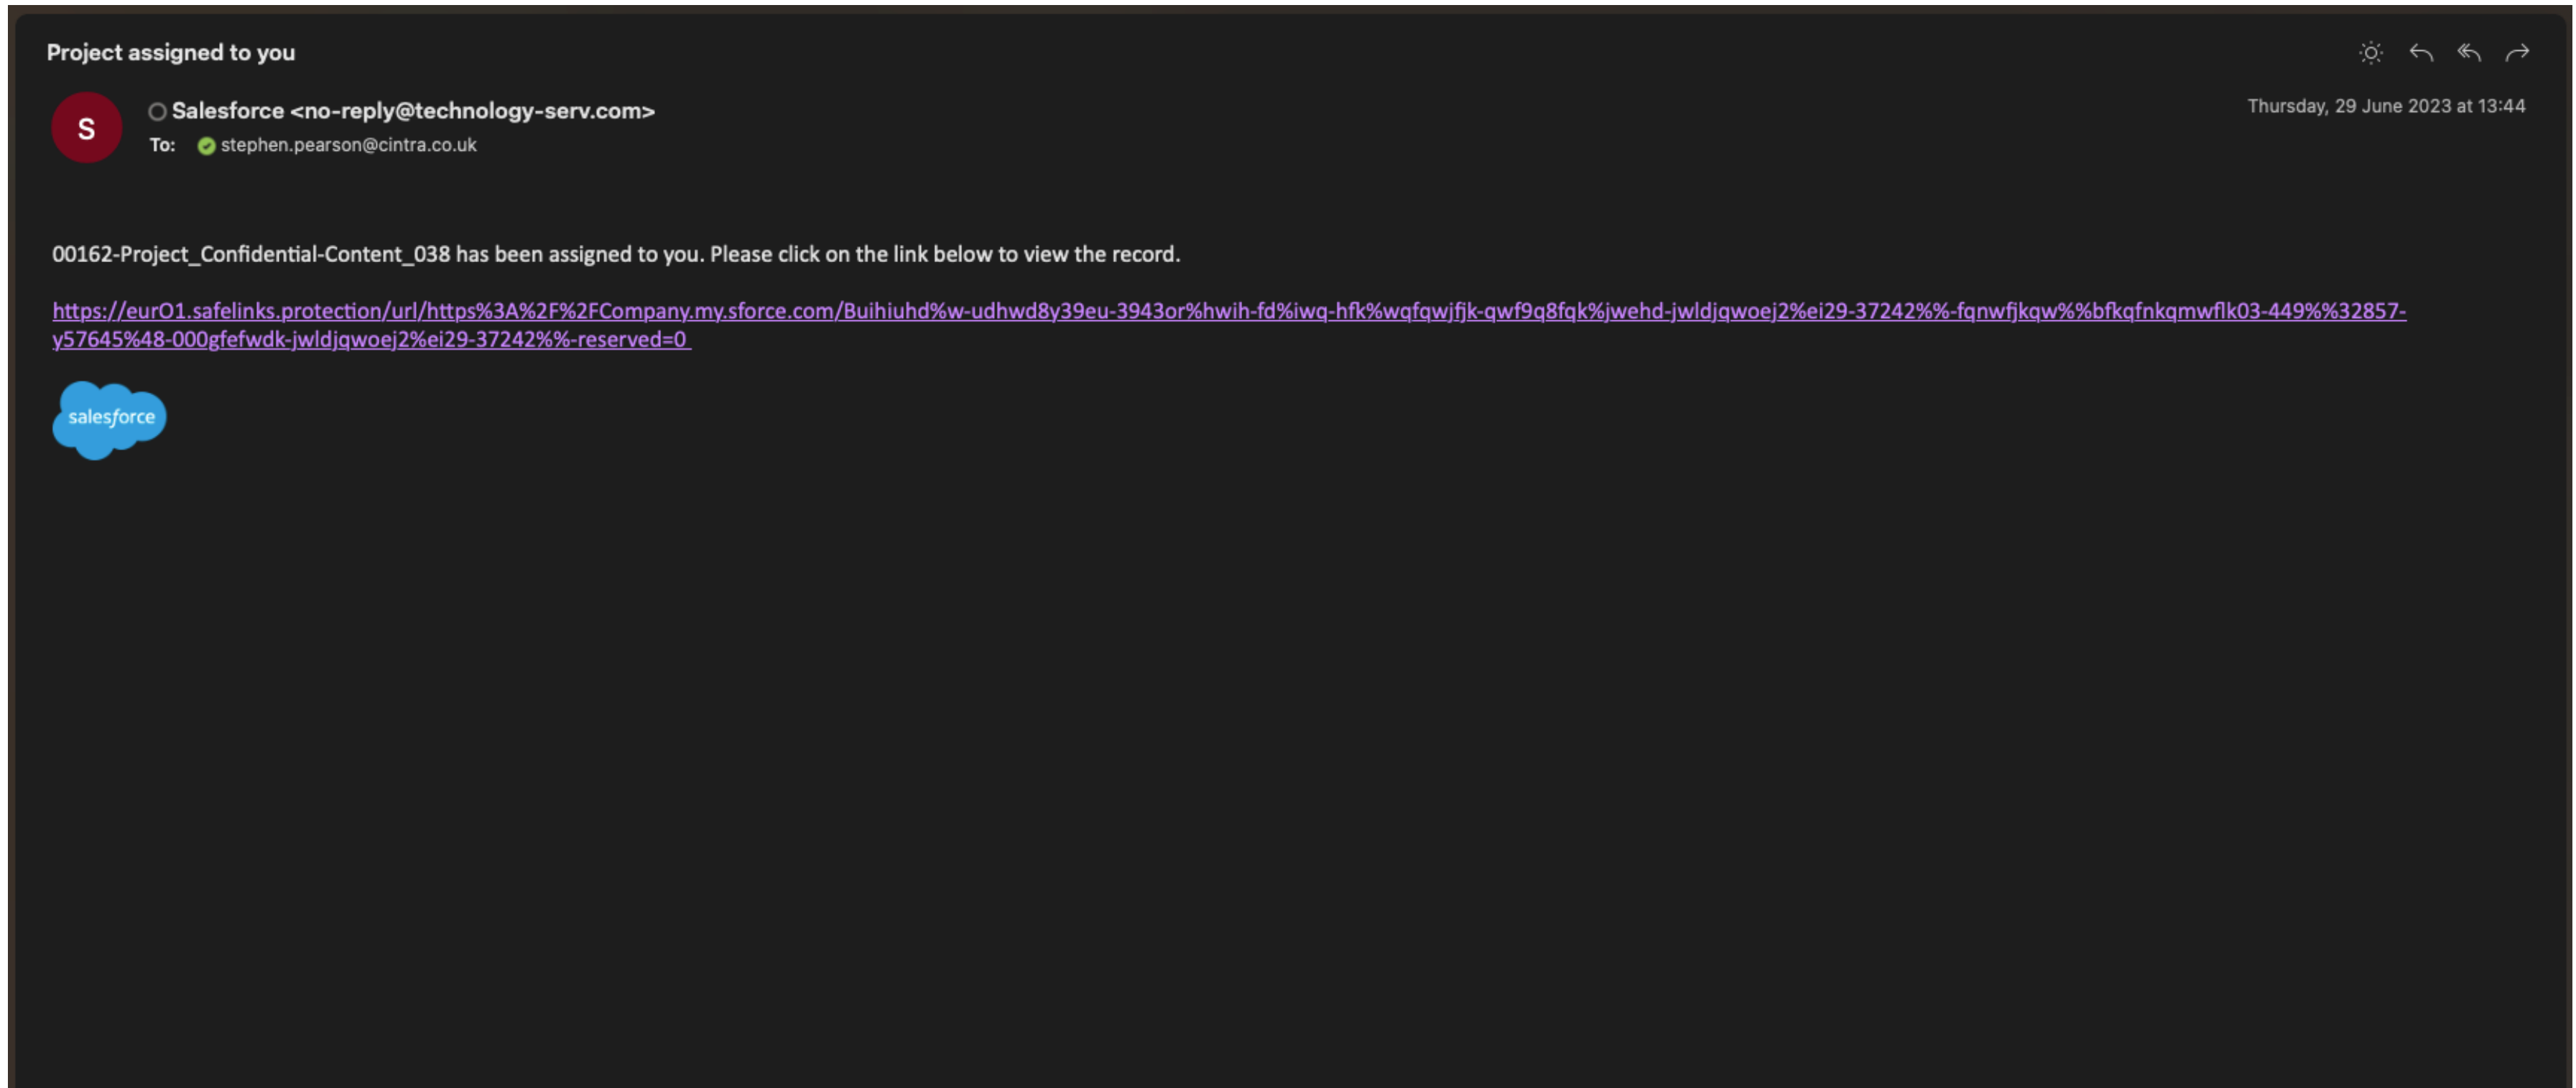 Project assigned to you
S
Salesforce <no-reply@technology-serv.com>
Thursday, 29 June 2023 at 13:44
To: stephen.pearson@cintra.co.uk
00162-Project_Confidential-Content_038 has been assigned to you. Please click on the link below to view the record.
https://eurO1.safelinks.protection/url/https%3A%2F%2FCompany.my.sforce.com/Buihiuhd%w-udhwd8y39eu-3943or%hwih-fd%iwq-hfk%wqfqwjfjk-qwf9q8fqk%jwehd-jwldjqwoej2%ei29-37242%%-fqnwfjkqw%%bfkqfnkqmwflk03-449%%32857-
y57645%48-000gfefwdk-jwldjqwoej2%ei29-37242%%-reserved=0
salesforce